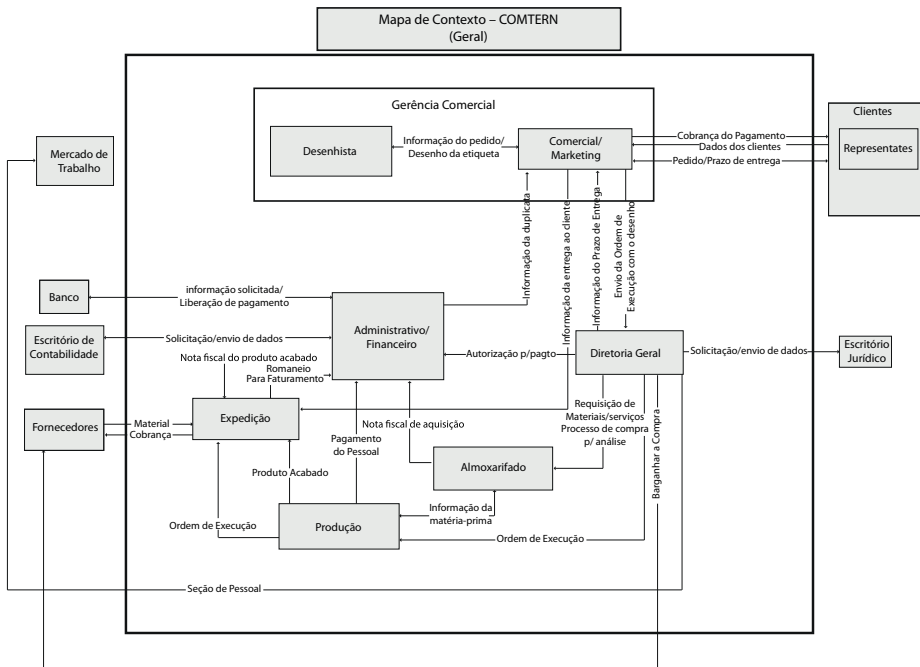 Mapa de Contexto – COMTERN
(Geral)
Gerência Comercial
Clientes
Desenhista
Informação do pedido/
Desenho da etiqueta
Comercial/
Marketing
Cobrança do Pagamento
Dados dos clientes
Pedido/Prazo de entrega
Representates
Mercado de
Trabalho
Informação da duplicata
Informação da entrega ao cliente
Informação do Prazo de Entrega
Envio da Ordem de
Execução com o desenho
Banco
informação solicitada/
Liberação de pagamento
Escritório de
Contabilidade
Solicitação/envio de dados
Administrativo/
Financeiro
Autorização p/pagto
Diretoria Geral
Solicitação/envio de dados
Escritório
Jurídico
Nota fiscal do produto acabado
Romaneio
Para Faturamento
Fornecedores
Material
Cobrança
Expedição
Pagamento
do Pessoal
Nota fiscal de aquisição
Requisição de
Materiais/serviços
Processo de compra
p/ análise
Barganhar a Compra
Produto Acabado
Almoxarifado
Informação da
matéria-prima
Ordem de Execução
Produção
Ordem de Execução
Seção de Pessoal